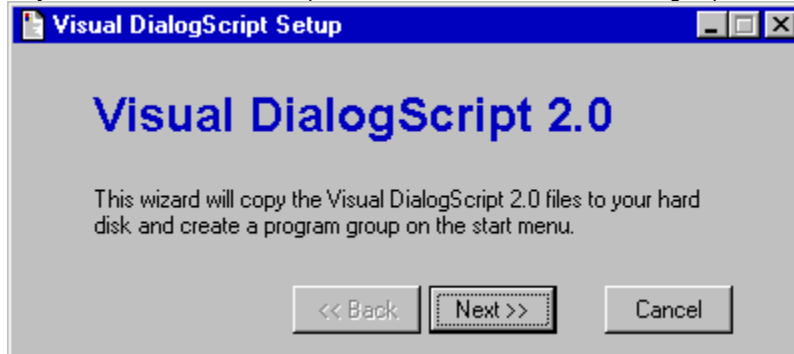 Visual DialogScript Setup
Visual DialogScript 2.0
This wizard will copy the Visual DialogScript 2.0 files to your hard
disk and create a program group on the start menu.
<< Back Next >> Cancel